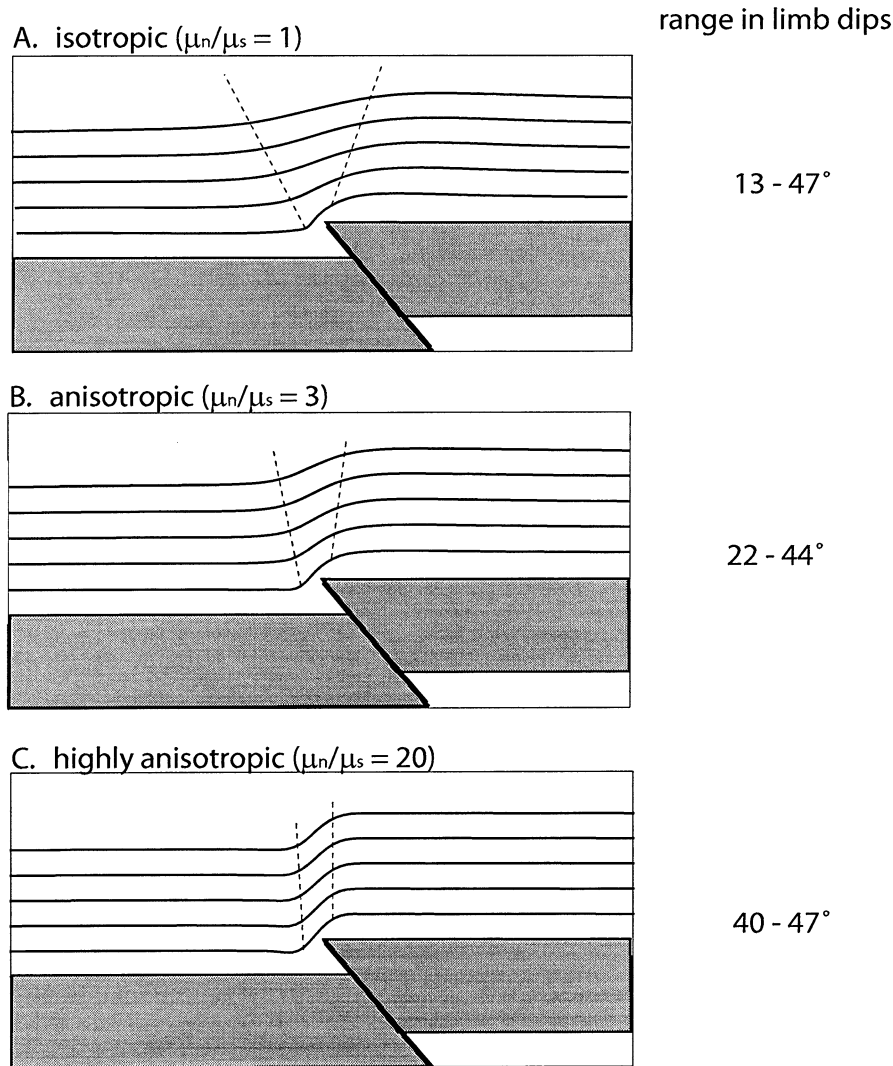 range in limb dips
A. isotropic (μn/μs = 1)
13 - 47°
B. anisotropic (μn/μs = 3)
22 - 44°
C. highly anisotropic (μn/μs = 20)
40 - 47°